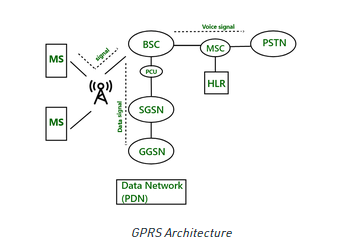 Voice signal
signal
BSC
MSC
PSTN
MS
PCU
HLR
Data signal
SGSN
MS
GGSN
Data Network
(PDN)
GPRS Architecture